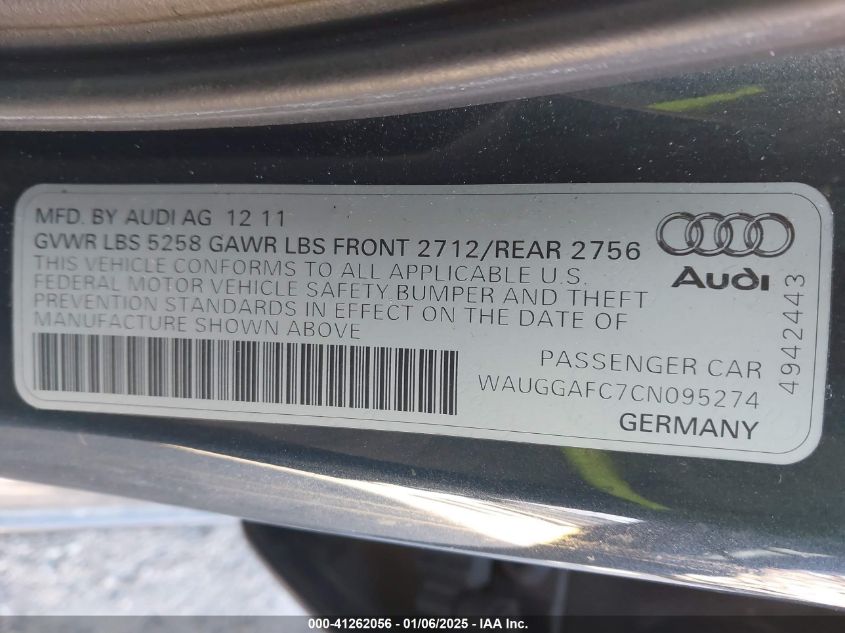 MFD. BY AUDI AG 12 11
GVWR LBS 5258 GAWR LBS FRONT 2712/REAR 2756
THIS VEHICLE CONFORMS TO ALL APPLICABLE U.S.
FEDERAL MOTOR VEHICLE SAFETY BUMPER AND THEFT
PREVENTION STANDARDS IN EFFECT ON THE DATE OF
MANUFACTURE SHOWN ABOVE
Audi
PASSENGER CAR
WAUGGAFC7CN095274
GERMANY
4942443
000-41262056 - 01/06/2025 - IAA Inc.